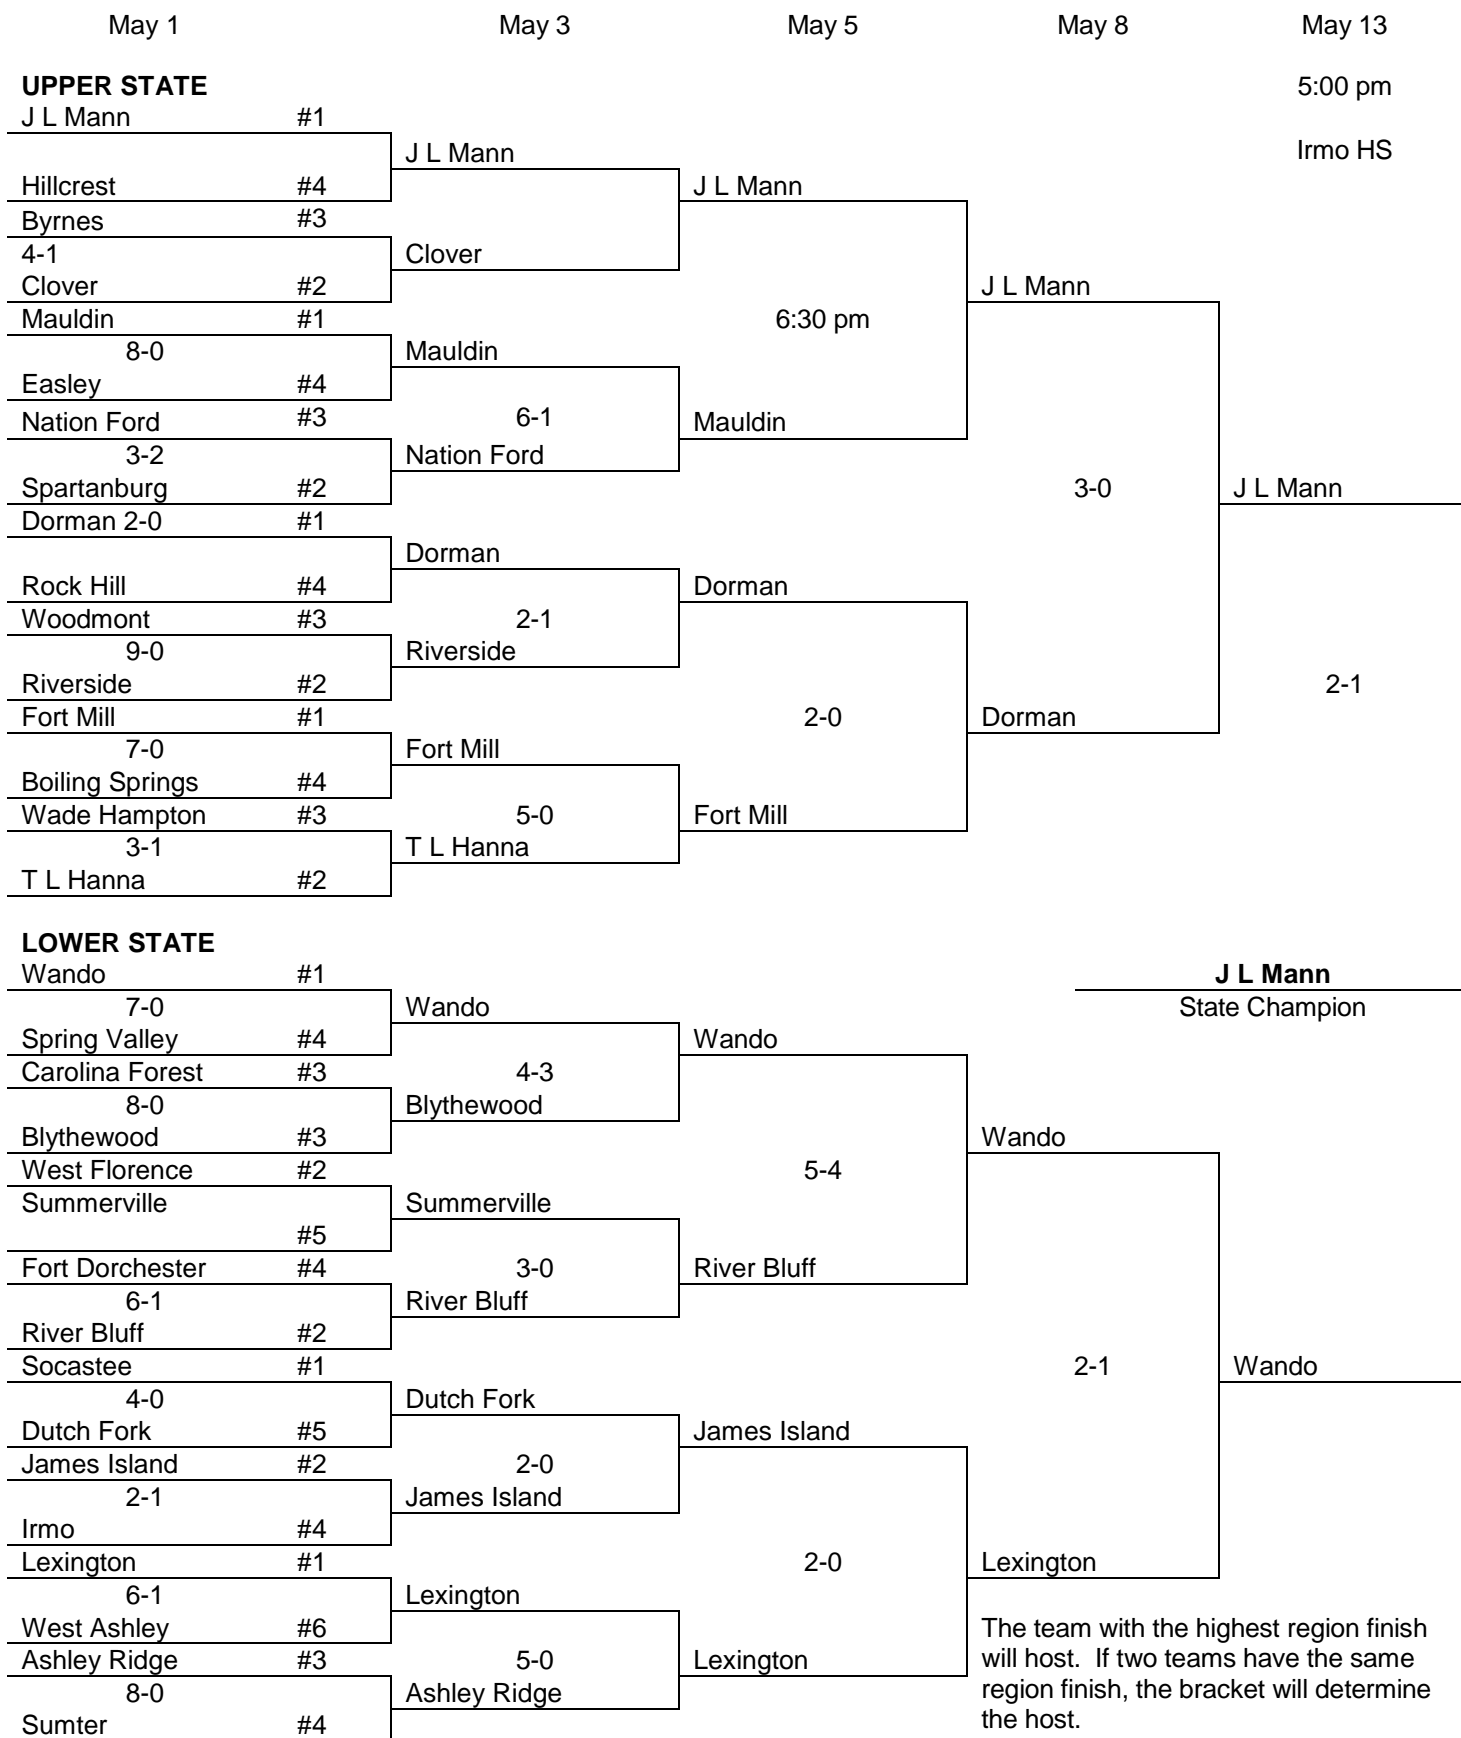 May 1 May 3 May 5 May 8 May 13
UPPER STATE 5:00 pm
J L Mann #1
J L Mann Irmo HS
Hillcrest #4 J L Mann
Byrnes #3
4-1 Clover
Clover #2 J L Mann
Mauldin #1 6:30 pm
8-0 Mauldin
Easley #4
Nation Ford #3 6-1 Mauldin
3-2 Nation Ford
Spartanburg #2 3-0 J L Mann
Dorman 2-0 #1
Dorman
Rock Hill #4 Dorman
Woodmont #3 2-1
9-0 Riverside
Riverside #2 2-1
Fort Mill #1 2-0 Dorman
7-0 Fort Mill
Boiling Springs #4
Wade Hampton #3 5-0 Fort Mill
3-1 T L Hanna
T L Hanna #2
LOWER STATE
Wando #1 J L Mann
7-0 Wando State Champion
Spring Valley #4 Wando
Carolina Forest #3 4-3
8-0 Blythewood
Blythewood #3 Wando
West Florence #2 5-4
Summerville Summerville
#5
Fort Dorchester #4 3-0 River Bluff
6-1 River Bluff
River Bluff #2
Socastee #1 2-1 Wando
4-0 Dutch Fork
Dutch Fork #5 James Island
James Island #2 2-0
2-1 James Island
Irmo #4
Lexington #1 2-0 Lexington
6-1 Lexington
West Ashley #6 The team with the highest region finish
Ashley Ridge #3 5-0 Lexington will host. If two teams have the same
8-0 Ashley Ridge region finish, the bracket will determine
Sumter #4 the host.